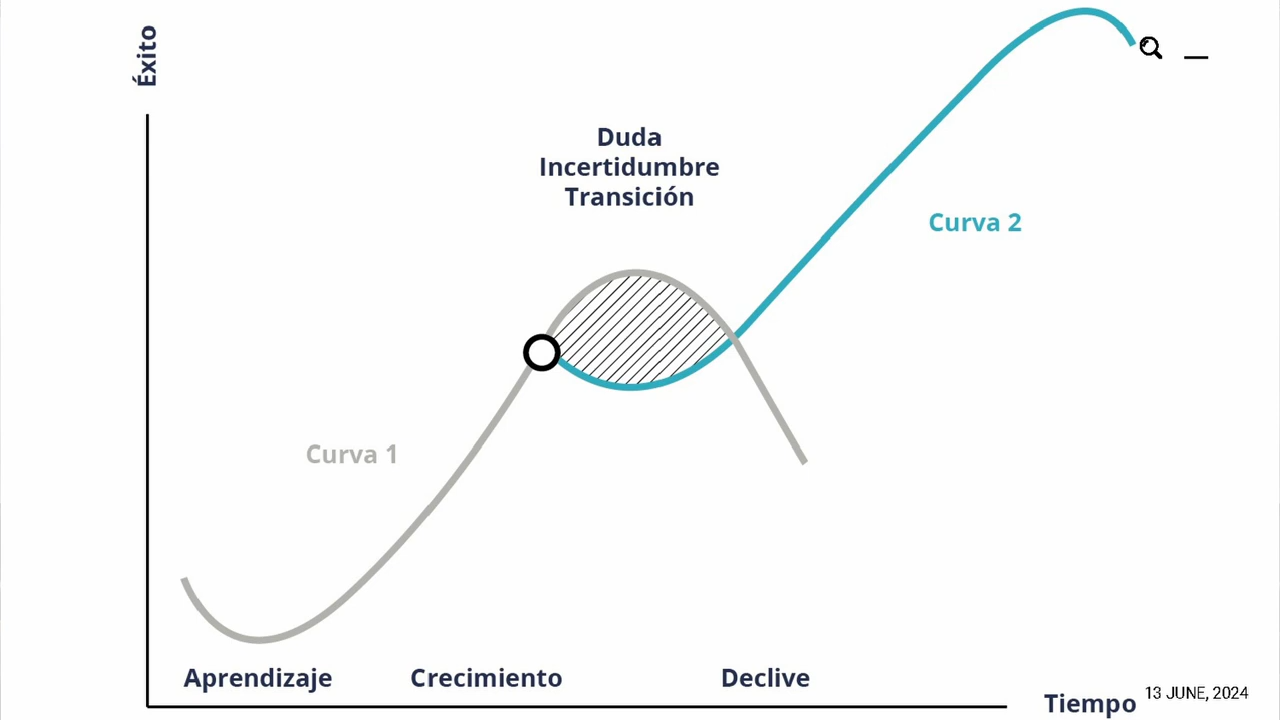 Éxito
Duda
Incertidumbre
Transición
Curva 2
Curva 1
Aprendizaje
Crecimiento
Declive
Tiempo
13 JUNE, 2024